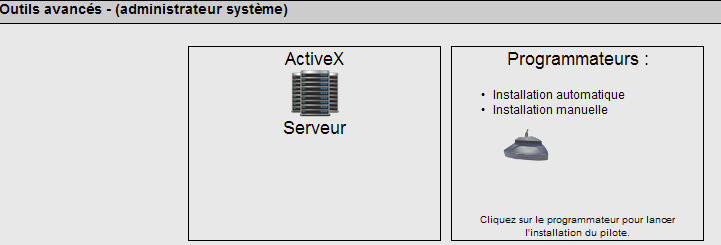 Outils avancés - (administrateur système)
ActiveX
Serveur
Programmateurs :
• Installation automatique
• Installation manuelle
Cliquez sur le programmateur pour lancer
l'installation du pilote.